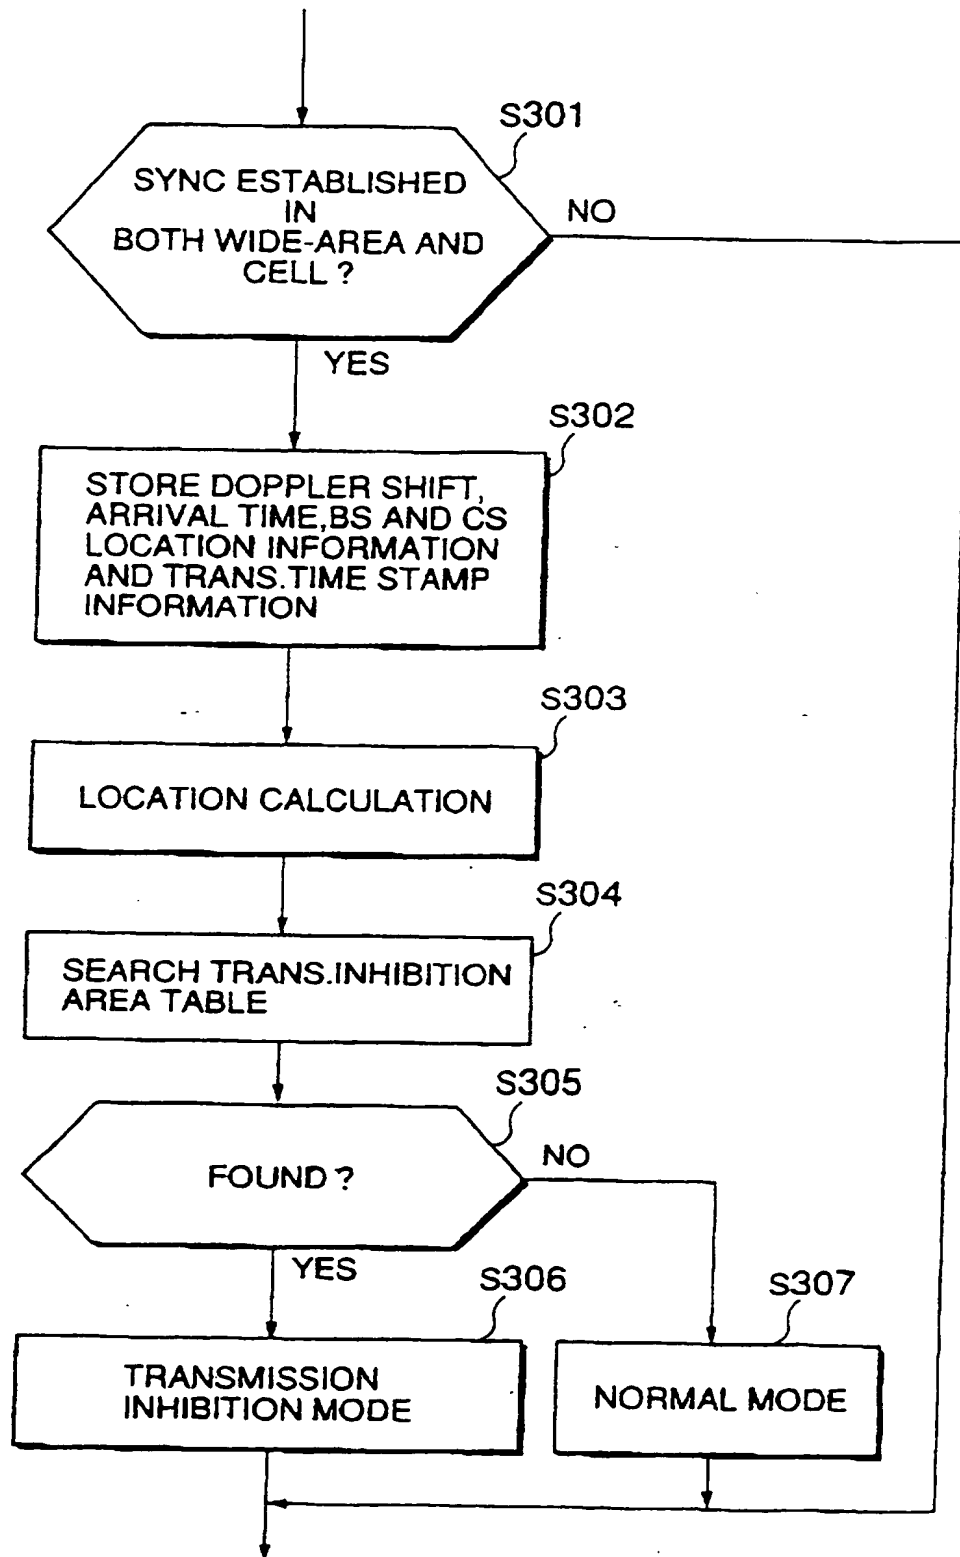 S301
SYNC ESTABLISHED
IN
BOTH WIDE-AREA AND
CELL ?
NO
YES
S302
STORE DOPPLER SHIFT,
ARRIVAL TIME,BS AND CS
LOCATION INFORMATION
AND TRANS.TIME STAMP
INFORMATION
S303
LOCATION CALCULATION
S304
SEARCH TRANS.INHIBITION
AREA TABLE
S305
FOUND ?
NO
YES
S306
S307
TRANSMISSION
INHIBITION MODE
NORMAL MODE